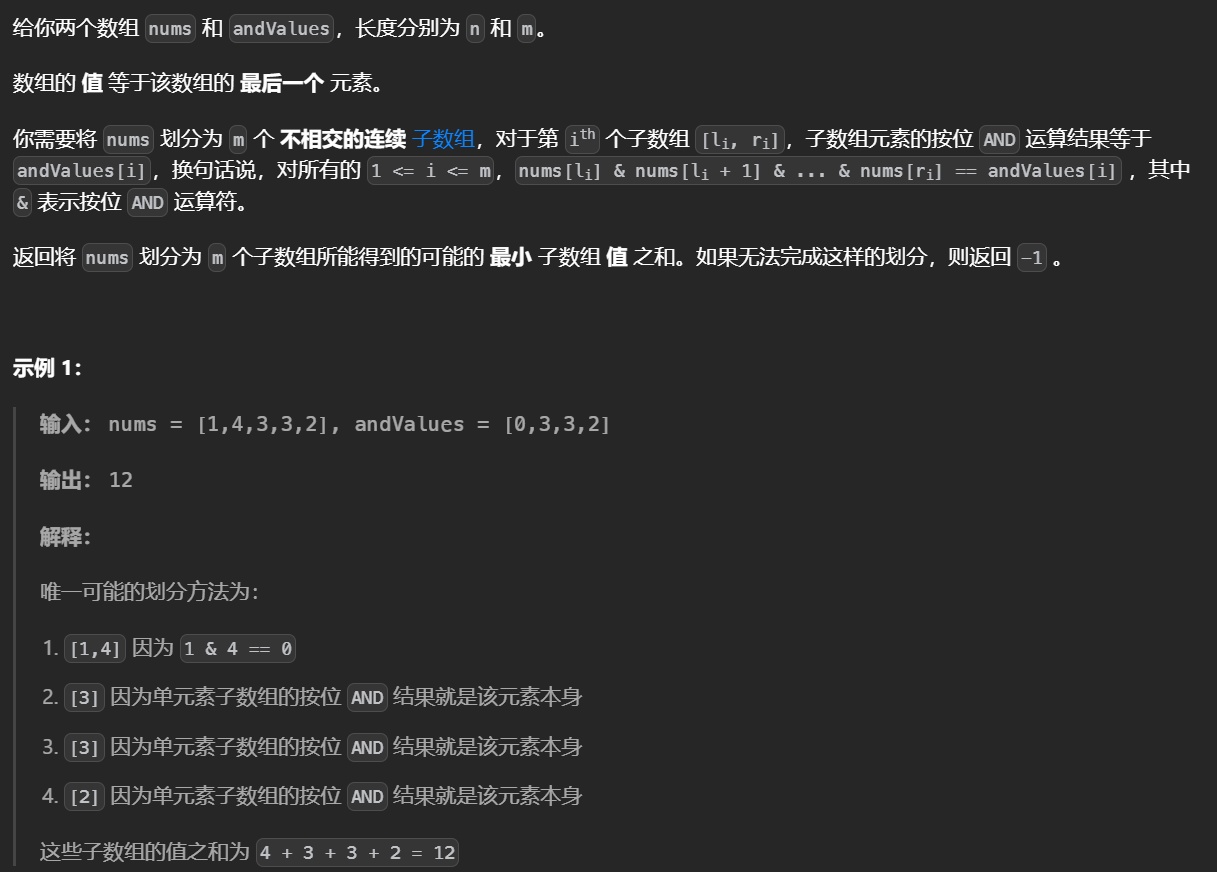 给你两个数组 nums 和 andValues，长度分别为 n 和 m。
数组的 值 等于该数组的 最后一个 元素。
你需要将 nums 划分为 m 个 不相交的连续 子数组，对于第 iᵗʰ 个子数组 [lᵢ, rᵢ]，子数组元素的按位 AND 运算结果等于
andValues[i]，换句话说，对所有的 1 <= i <= m，nums[lᵢ] & nums[lᵢ + 1] & ... & nums[rᵢ] == andValues[i] ，其中
& 表示按位 AND 运算符。
返回将 nums 划分为 m 个子数组所能得到的可能的 最小 子数组 值 之和。如果无法完成这样的划分，则返回 -1 。
示例 1：
输入： nums = [1,4,3,3,2], andValues = [0,3,3,2]
输出： 12
解释：
唯一可能的划分方法为：
1. [1,4] 因为 1 & 4 == 0
2. [3] 因为单元素子数组的按位 AND 结果就是该元素本身
3. [3] 因为单元素子数组的按位 AND 结果就是该元素本身
4. [2] 因为单元素子数组的按位 AND 结果就是该元素本身
这些子数组的值之和为 4 + 3 + 3 + 2 = 12